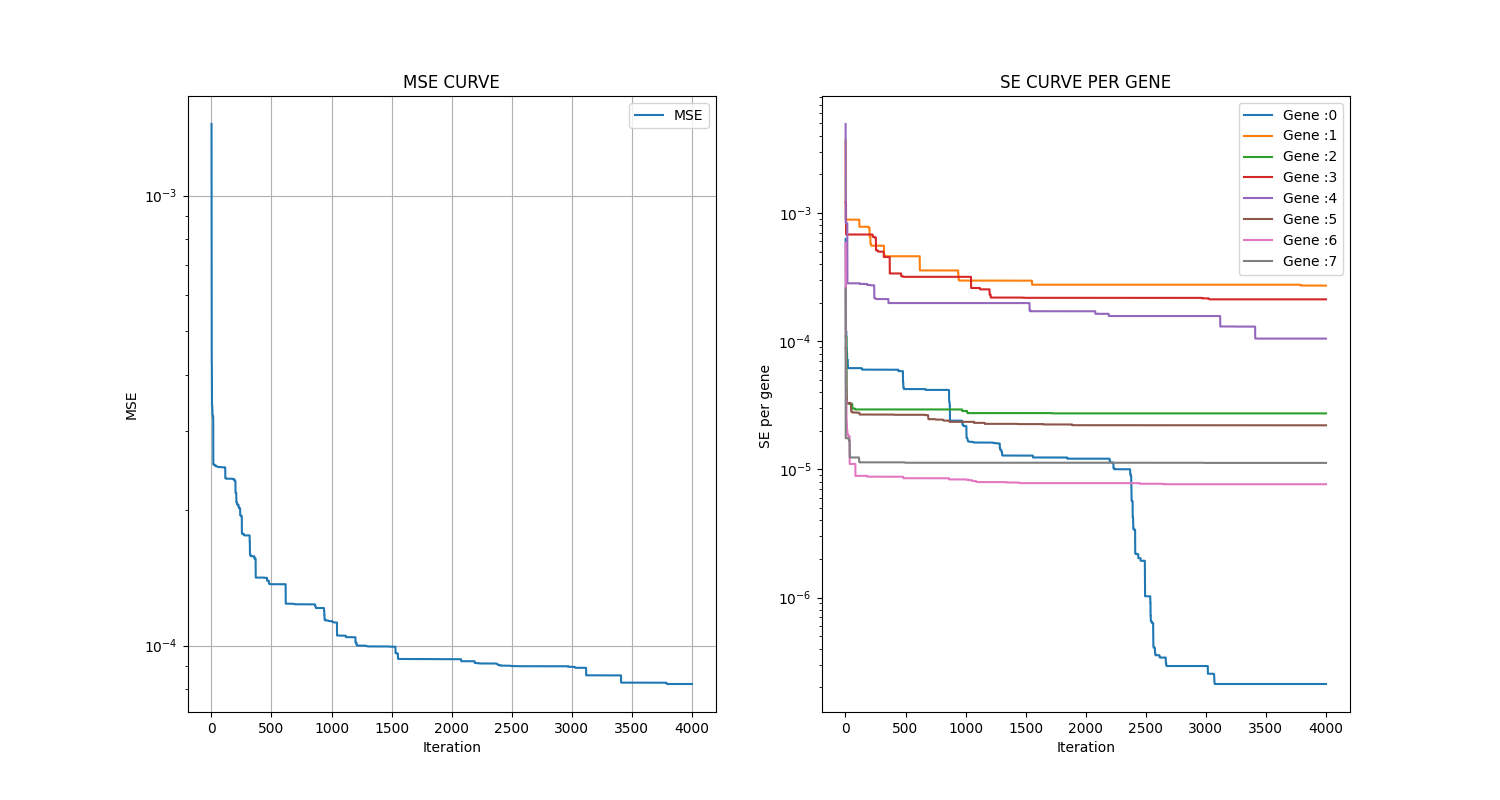 MSE CURVE
MSE
10⁻³
10⁻⁴
MSE
0 500 1000 1500 2000 2500 3000 3500 4000
Iteration
SE CURVE PER GENE
Gene :0
Gene :1
Gene :2
Gene :3
Gene :4
Gene :5
Gene :6
Gene :7
10⁻³
10⁻⁴
10⁻⁵
10⁻⁶
SE per gene
0 500 1000 1500 2000 2500 3000 3500 4000
Iteration